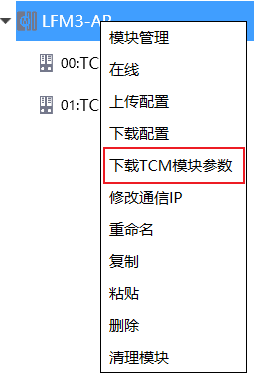 LFM3-AP
模块管理
00:TC
在线
01:TC
上传配置
下载配置
下载TCM模块参数
修改通信IP
重命名
复制
粘贴
删除
清理模块